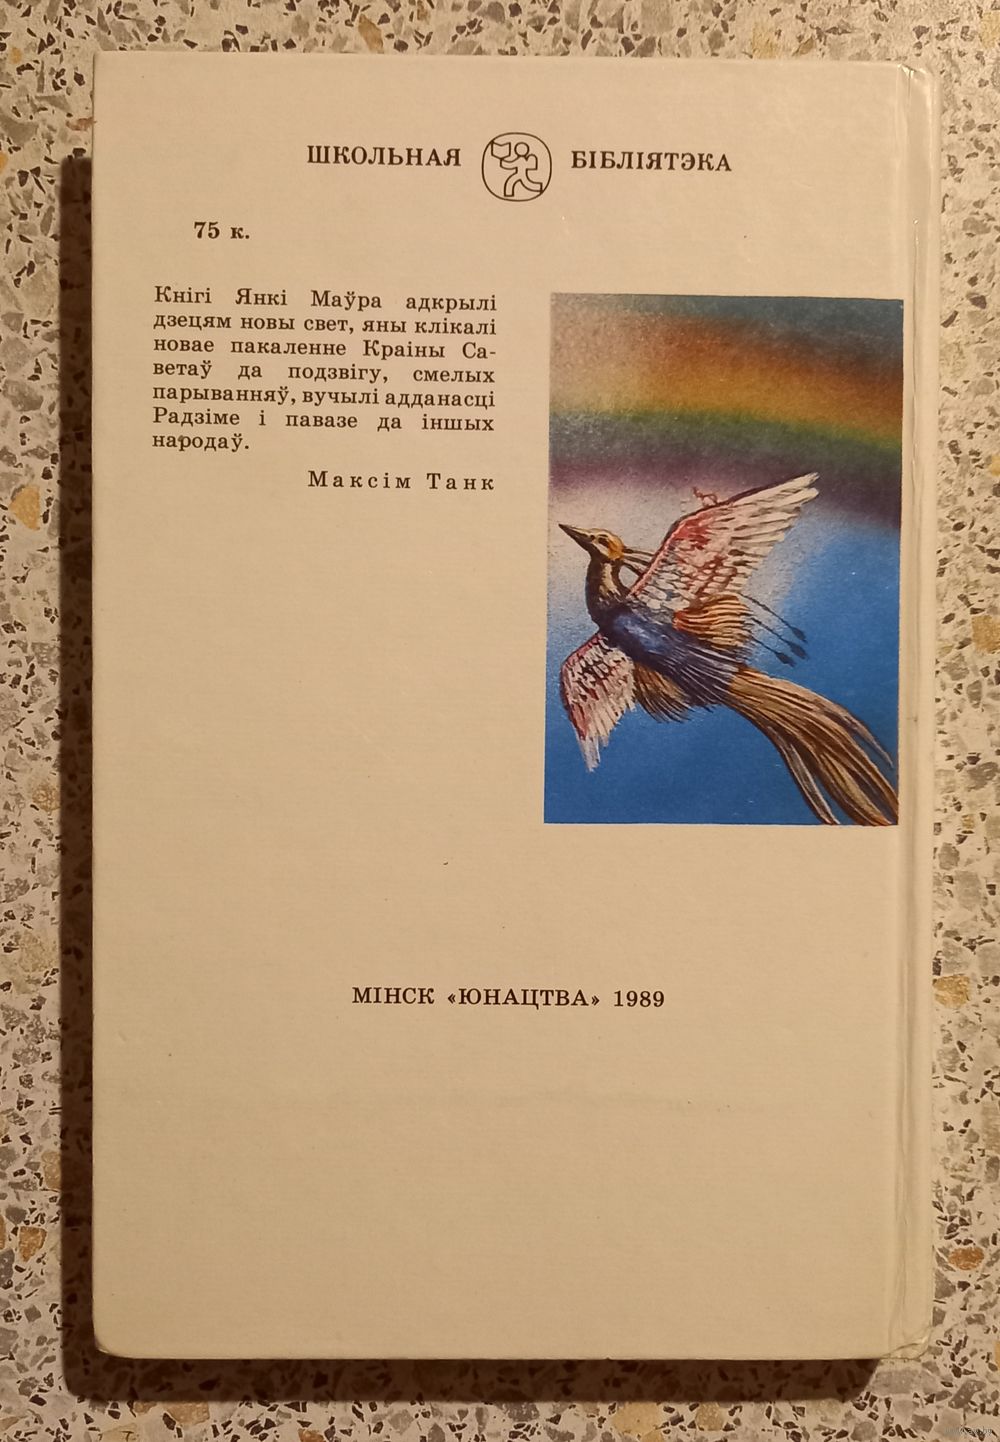 ШКОЛЬНАЯ БІБЛІЯТЭКА
75 к.
Кнігі Янкі Маўра адкрылі
дзецям новы свет, яны клікалі
новае пакаленне Краіны Са-
ветаў да подзвігу, смелых
парыванняў, вучылі адданасці
Радзіме і павазе да іншых
народаў.
Максім Танк
МІНСК «ЮНАЦТВА» 1989